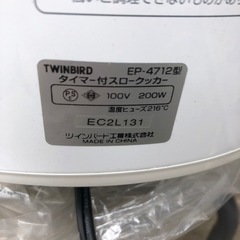 TWINBIRD EP-4712型
タイマー付スロークッカー
PS E 100V 200W
温度ヒューズ216℃
EC2L131
ツインバード工業株式会社
MADE IN CHINA